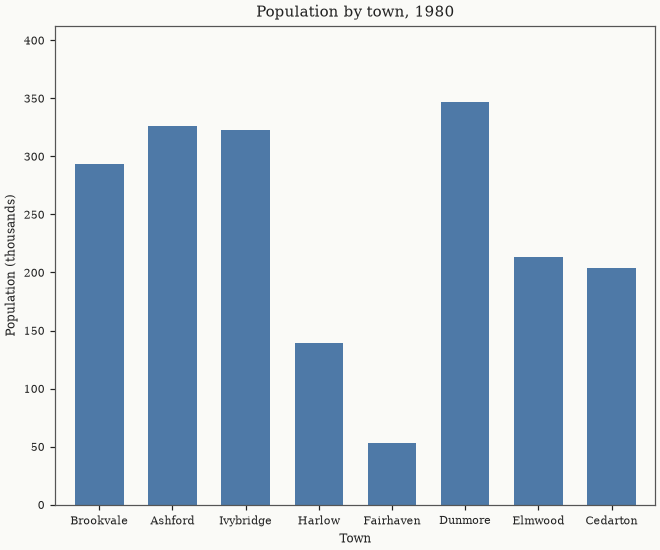 Population by town, 1980
Population (thousands)
400
350
300
250
200
150
100
50
0
Brookvale Ashford Ivybridge Harlow Fairhaven Dunmore Elmwood Cedarton
Town